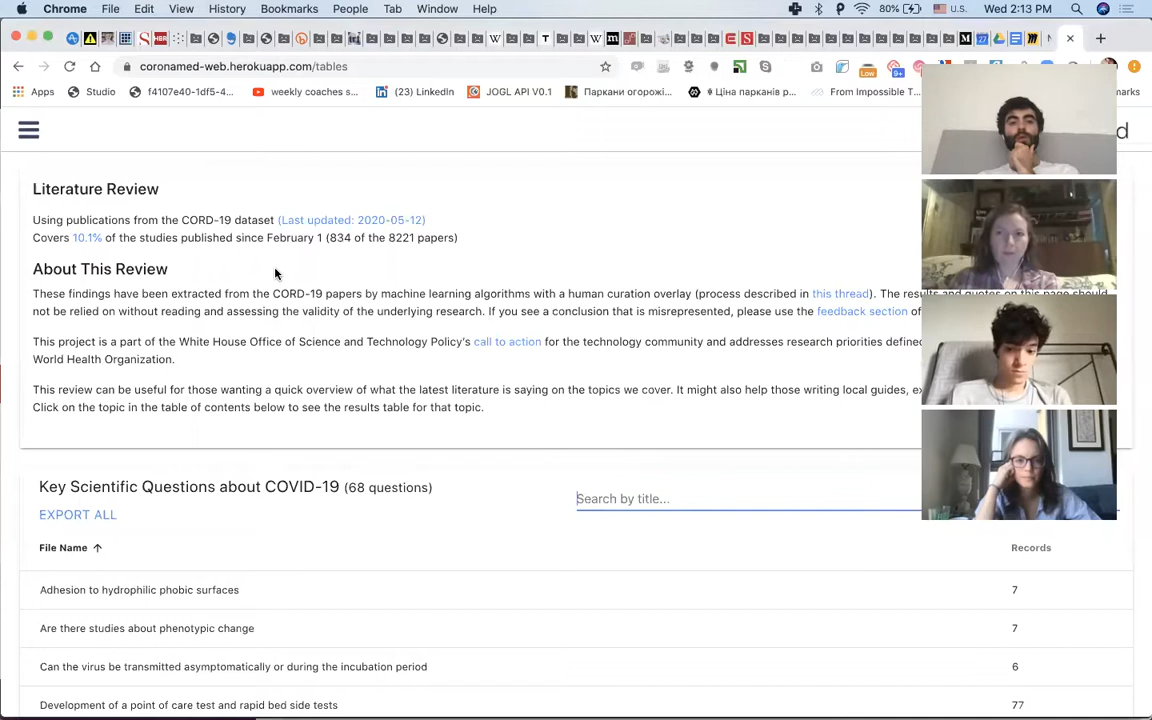 Chrome File Edit View History Bookmarks People Tab Window Help 80% U.S. Wed 2:13 PM
coronamed-web.herokuapp.com/tables
Apps Studio f4107e40-1df5-4... weekly coaches s... (23) LinkedIn JOGL API V0.1 Паркани огорожі... Ціна парканів р... From Impossible T... marks
d
Literature Review
Using publications from the CORD-19 dataset (Last updated: 2020-05-12)
Covers 10.1% of the studies published since February 1 (834 of the 8221 papers)
About This Review
These findings have been extracted from the CORD-19 papers by machine learning algorithms with a human curation overlay (process described in this thread). The results and quotes on this page should
not be relied on without reading and assessing the validity of the underlying research. If you see a conclusion that is misrepresented, please use the feedback section of
This project is a part of the White House Office of Science and Technology Policy's call to action for the technology community and addresses research priorities define
World Health Organization.
This review can be useful for those wanting a quick overview of what the latest literature is saying on the topics we cover. It might also help those writing local guides, ex
Click on the topic in the table of contents below to see the results table for that topic.
Key Scientific Questions about COVID-19 (68 questions)
Search by title...
EXPORT ALL
File Name Records
Adhesion to hydrophilic phobic surfaces 7
Are there studies about phenotypic change 7
Can the virus be transmitted asymptomatically or during the incubation period 6
Development of a point of care test and rapid bed side tests 77